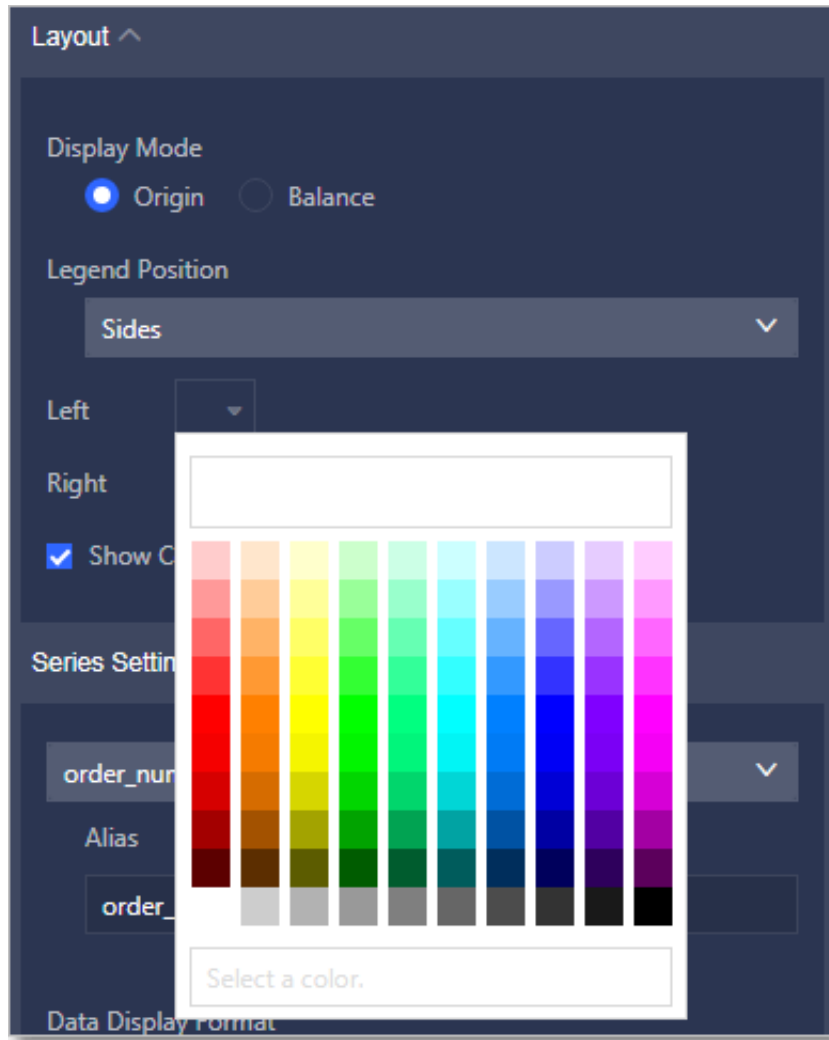 Layout
Display Mode
Origin Balance
Legend Position
Sides
Left
Right
Show C
Series Settin
order_nur
Alias
order_
Select a color.
Data Display Format